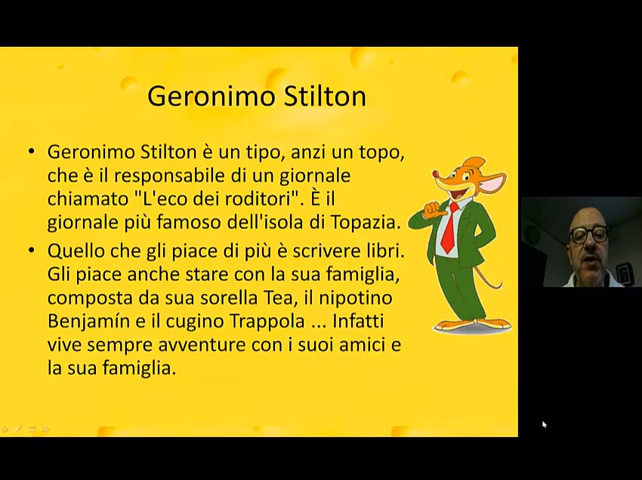 Geronimo Stilton
• Geronimo Stilton è un tipo, anzi un topo,
che è il responsabile di un giornale
chiamato "L'eco dei roditori". È il
giornale più famoso dell'isola di Topazia.
• Quello che gli piace di più è scrivere libri.
Gli piace anche stare con la sua famiglia,
composta da sua sorella Tea, il nipotino
Benjamín e il cugino Trappola ... Infatti
vive sempre avventure con i suoi amici e
la sua famiglia.